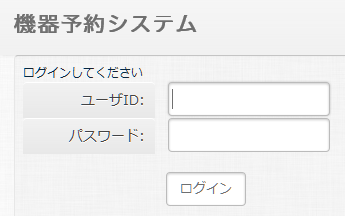 機器予約システム
ログインしてください
ユーザID:
パスワード:
ログイン